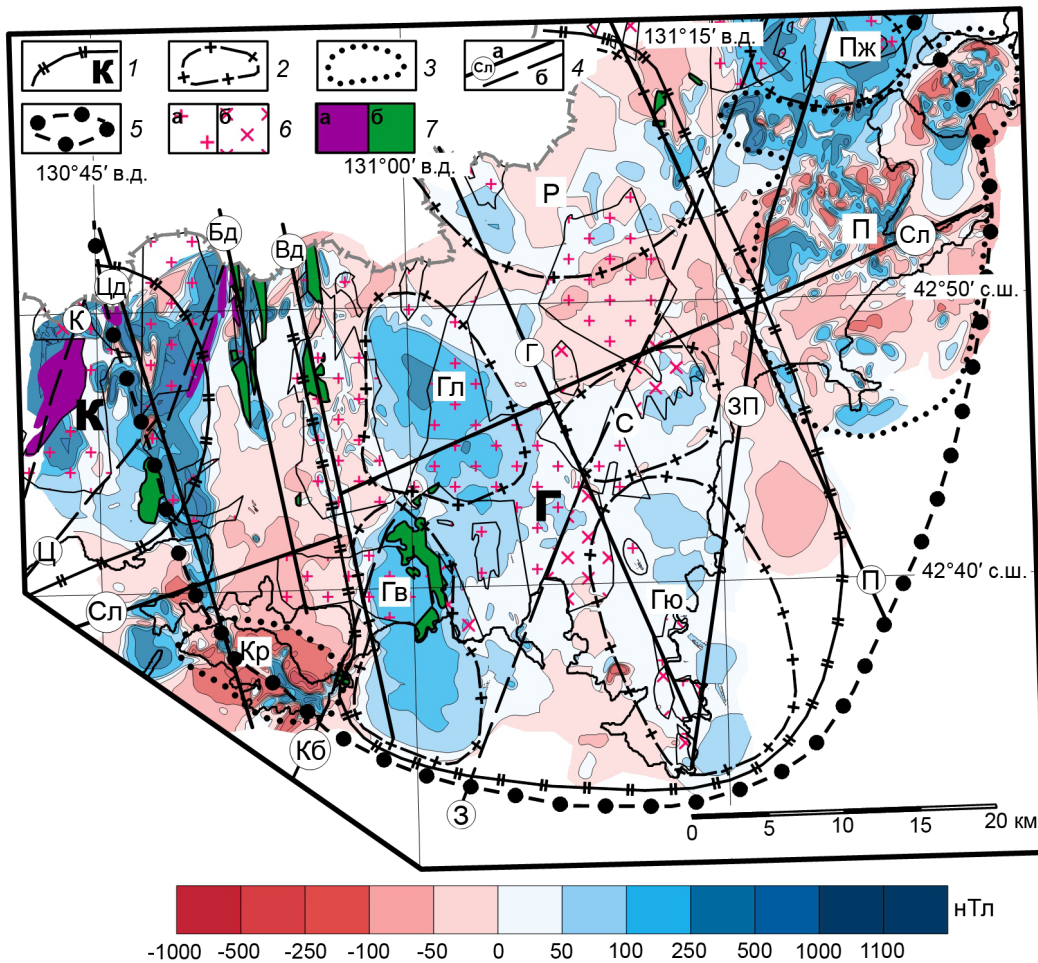 к 1
2
3
Сл а б 4
5
а б 6
а б 7
131°15′ в.д.
Пж
130°45′ в.д.
131°00′ в.д.
Р
П
Сл
Бд
Вд
Цд
К
42°50′ с.ш.
Г
Гл
к
С
ЗП
Г
Ц
Сл
Гв
Гю
П
42°40′ с.ш.
Кр
Кб
З
0 5 10 15 20 км
нТл
-1000 -500 -250 -100 -50 0 50 100 250 500 1000 1100